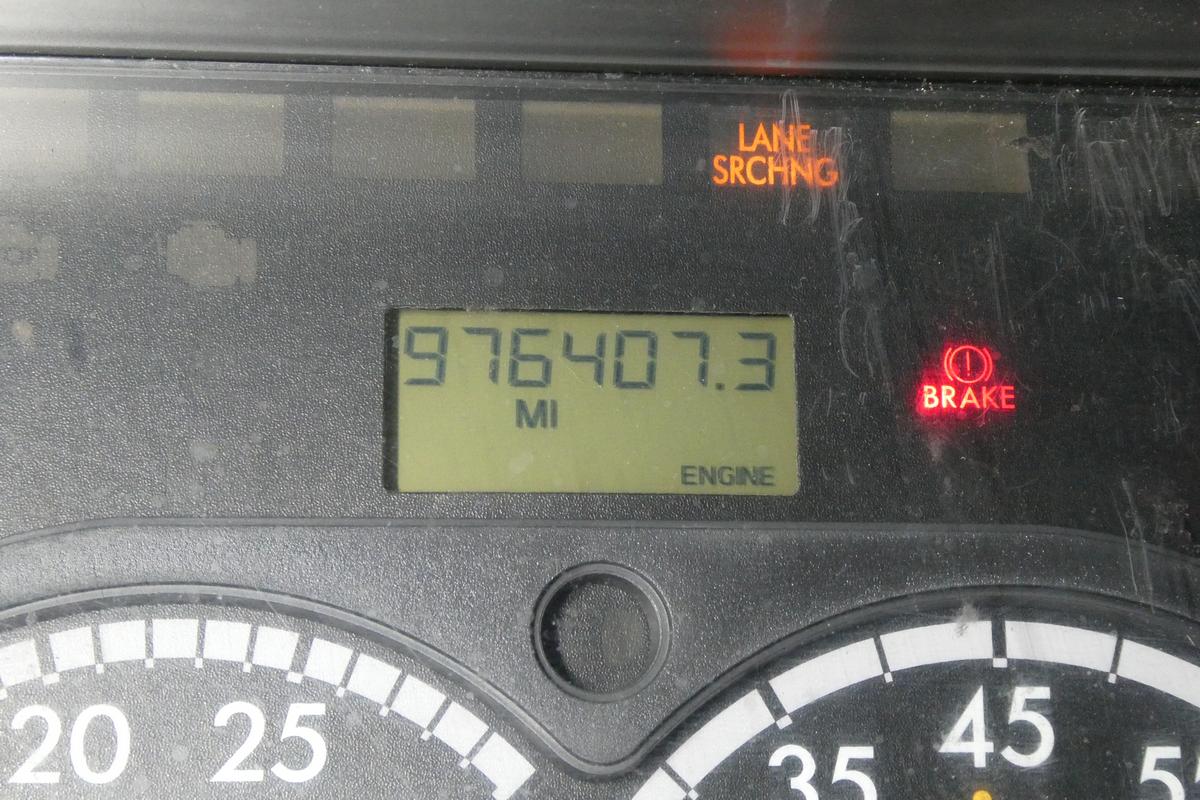 LANE
SRCHNG
976407.3
MI
BRAKE
ENGINE
20
25
35
45